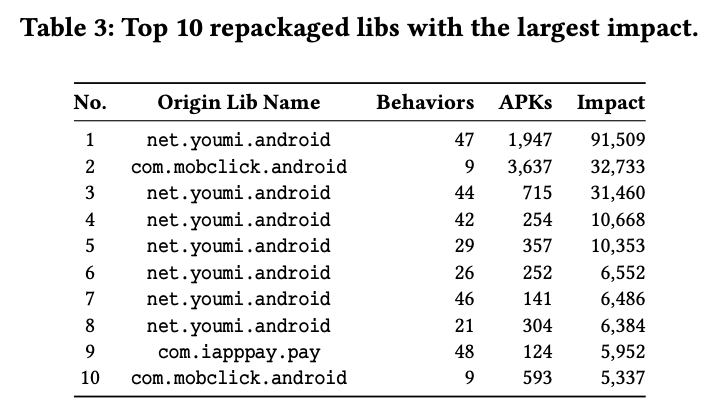 Table 3: Top 10 repackaged libs with the largest impact.
No. Origin Lib Name Behaviors APKs Impact
1 net.youmi.android 47 1,947 91,509
2 com.mobclick.android 9 3,637 32,733
3 net.youmi.android 44 715 31,460
4 net.youmi.android 42 254 10,668
5 net.youmi.android 29 357 10,353
6 net.youmi.android 26 252 6,552
7 net.youmi.android 46 141 6,486
8 net.youmi.android 21 304 6,384
9 com.iapppay.pay 48 124 5,952
10 com.mobclick.android 9 593 5,337